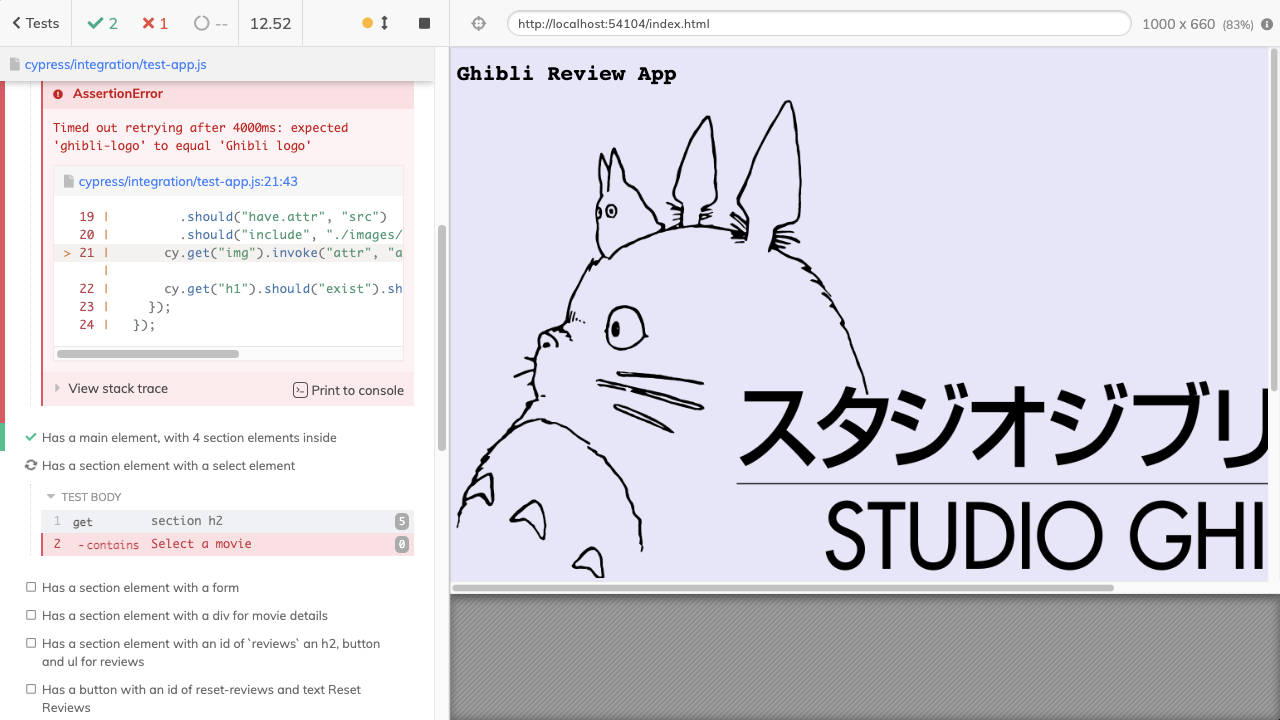 Tests
2
1
--
12.52
http://localhost:54104/index.html
1000 x 660 (83%)
cypress/integration/test-app.js
AssertionError
Timed out retrying after 4000ms: expected
'ghibli-logo' to equal 'Ghibli logo'
cypress/integration/test-app.js:21:43
19 | .should("have.attr", "src")
20 | .should("include", "./images/
> 21 | cy.get("img").invoke("attr", "a
|
22 | cy.get("h1").should("exist").sh
23 | });
24 | });
View stack trace
Print to console
Has a main element, with 4 section elements inside
Has a section element with a select element
TEST BODY
1 get section h2 5
2 -contains Select a movie 0
Has a section element with a form
Has a section element with a div for movie details
Has a section element with an id of `reviews` an h2, button
and ul for reviews
Has a button with an id of reset-reviews and text Reset
Reviews
Ghibli Review App
スタジオジブリ
STUDIO GHI